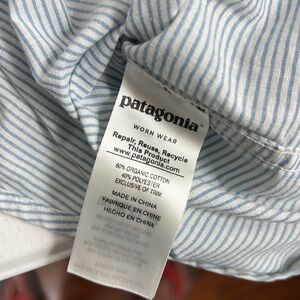 patagonia
WORN WEAR
Repair, Reuse, Recycle
This Product
www.patagonia.com
60% ORGANIC COTTON
40% POLYESTER
EXCLUSIVE OF TRIM
MADE IN CHINA
FABRIQUÉ EN CHINE
HECHO EN CHINA